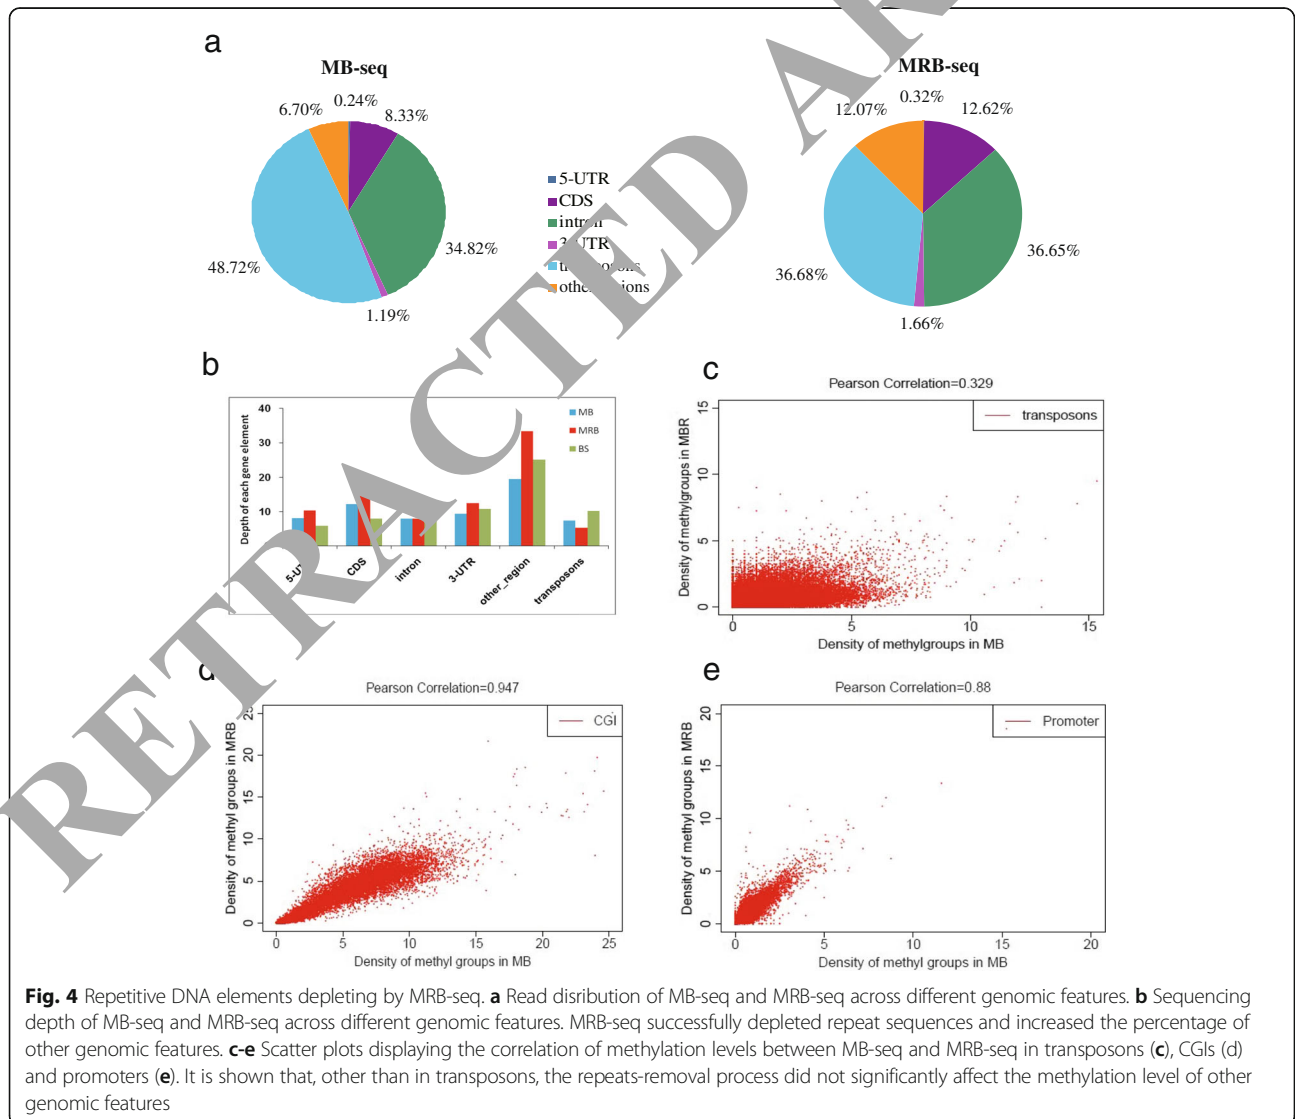 a
MB-seq
MRB-seq
6.70%
0.24%
8.33%
34.82%
48.72%
1.19%
5-UTR
CDS
intron
3-UTR
other
12.07%
0.32%
12.62%
36.65%
36.68%
1.66%
RETRACTED AR
b
Depth of each gene element
40
30
20
10
MB
MRB
BS
CDS
intron
3-UTR
other_region
transposons
c
Pearson Correlation=0.329
transposons
Density of methylgroups in MBR
15
10
5
0
0
5
10
15
Density of methylgroups in MB
d
Pearson Correlation=0.947
CGI
Density of methyl groups in MRB
25
20
15
10
5
0
0
5
10
15
20
25
Density of methyl groups in MB
e
Pearson Correlation=0.88
Promoter
Density of methyl groups in MRB
20
15
10
5
0
0
5
10
15
20
Density of methyl groups in MB
Fig. 4 Repetitive DNA elements depleting by MRB-seq. a Read disribution of MB-seq and MRB-seq across different genomic features. b Sequencing
depth of MB-seq and MRB-seq across different genomic features. MRB-seq successfully depleted repeat sequences and increased the percentage of
other genomic features. c-e Scatter plots displaying the correlation of methylation levels between MB-seq and MRB-seq in transposons (c), CGIs (d)
and promoters (e). It is shown that, other than in transposons, the repeats-removal process did not significantly affect the methylation level of other
genomic features